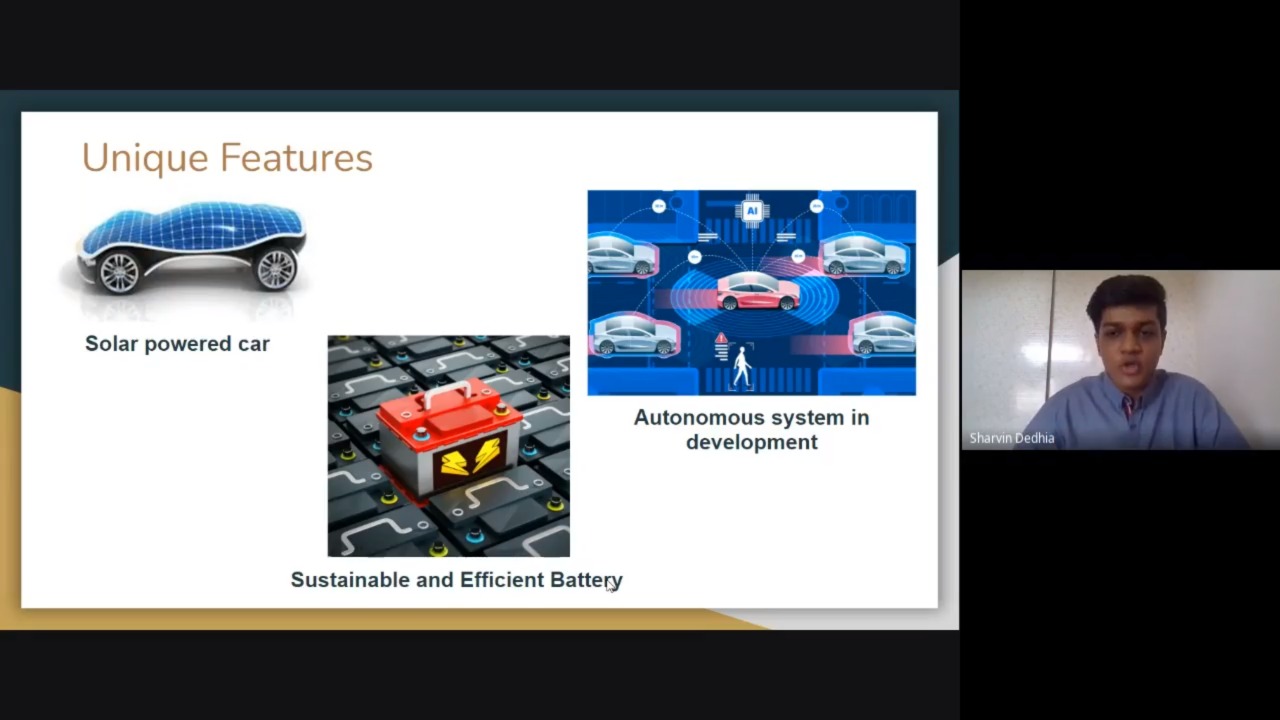 Unique Features
Solar powered car
AI
Autonomous system in
development
Sustainable and Efficient Battery
Sharvin Dedhia